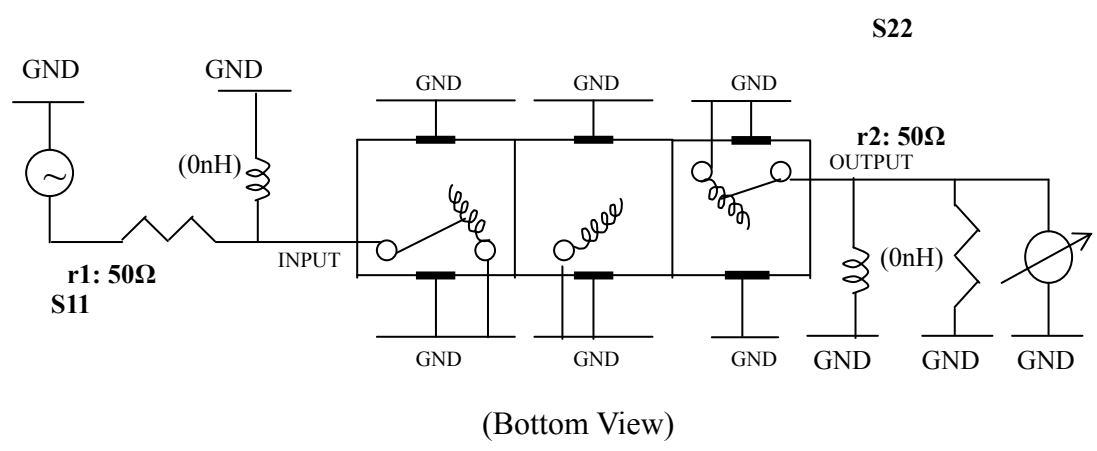 S22
GND
GND
GND
GND
GND
r2: 50Ω
OUTPUT
(0nH)
INPUT
(0nH)
r1: 50Ω
S11
GND
GND
GND
GND
GND
GND
(Bottom View)